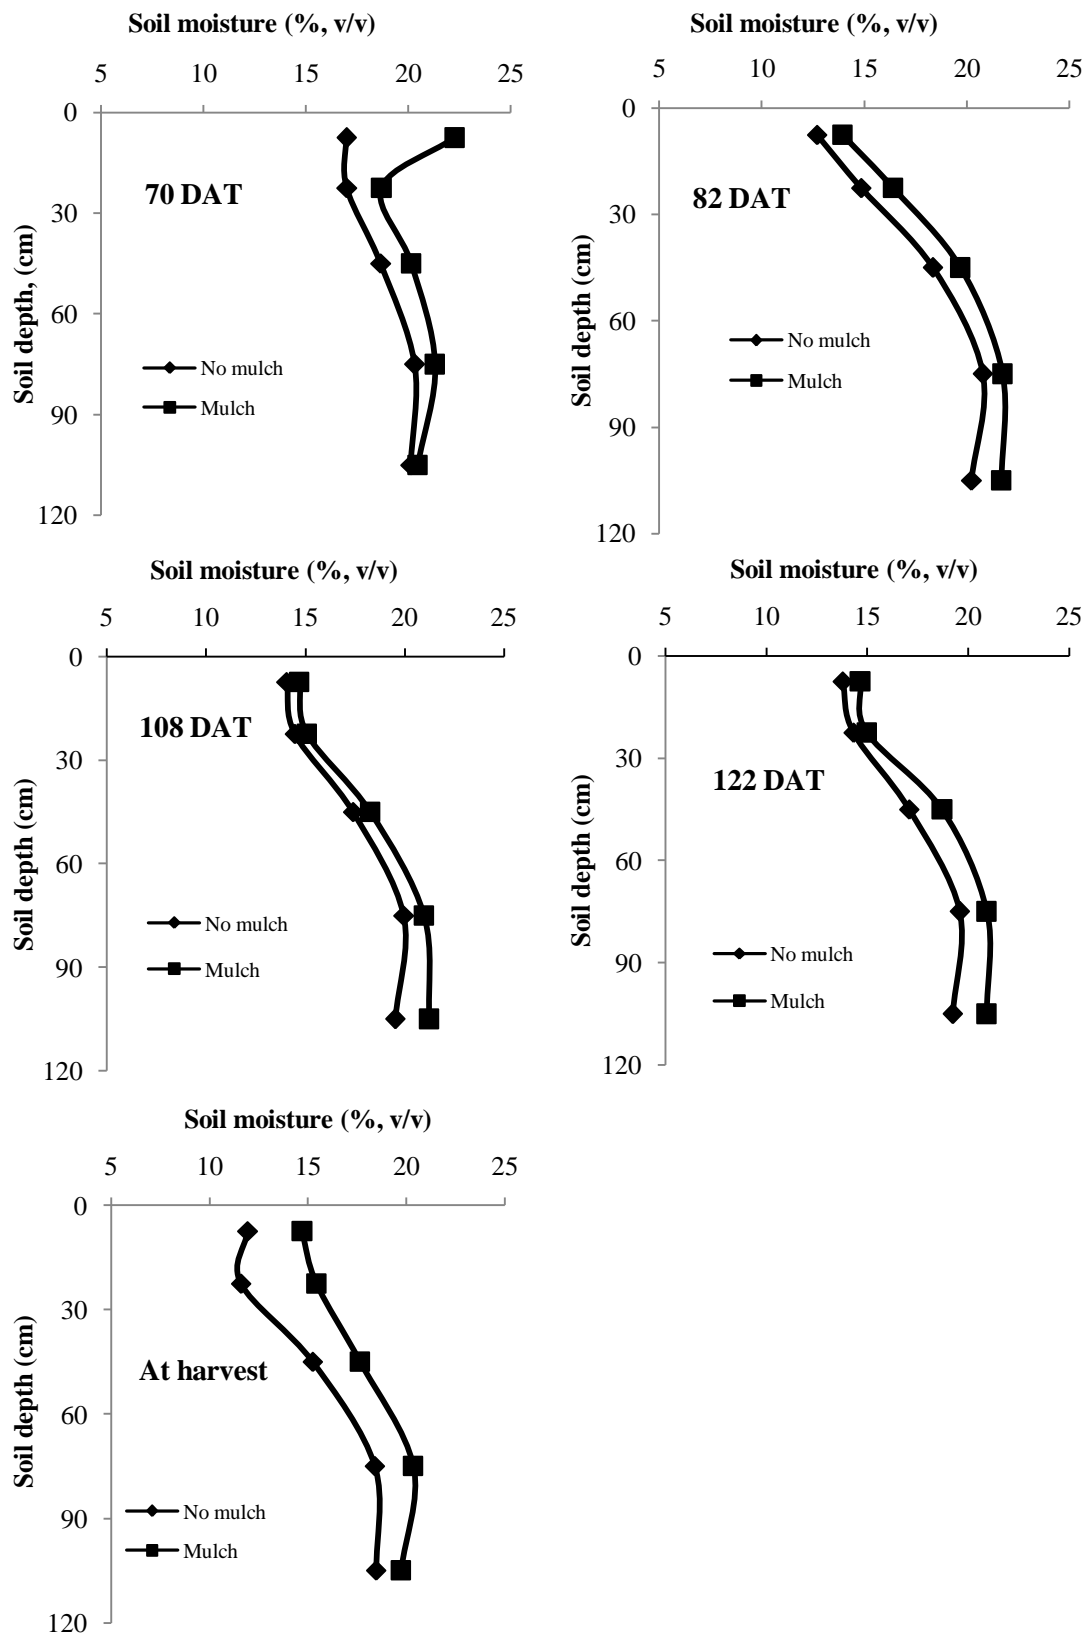 Soil moisture (%, v/v)
5 10 15 20 25
0
30
60
90
120
Soil depth, (cm)
70 DAT
No mulch
Mulch
Soil moisture (%, v/v)
5 10 15 20 25
0
30
60
90
120
Soil depth (cm)
82 DAT
No mulch
Mulch
Soil moisture (%, v/v)
5 10 15 20 25
0
30
60
90
120
Soil depth (cm)
108 DAT
No mulch
Mulch
Soil moisture (%, v/v)
5 10 15 20 25
0
30
60
90
120
Soil depth (cm)
122 DAT
No mulch
Mulch
Soil moisture (%, v/v)
5 10 15 20 25
0
30
60
90
120
Soil depth (cm)
At harvest
No mulch
Mulch